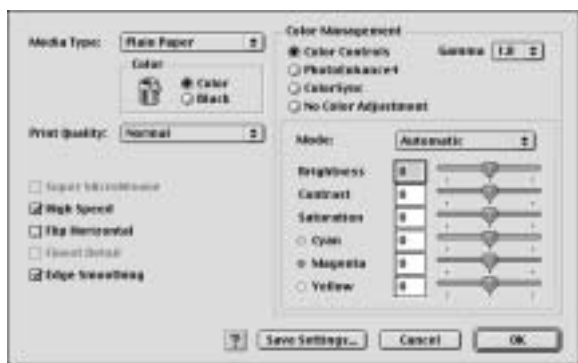 Media Type: Plain Paper
Color
Color
Black
Print Quality: Normal
Super MicroWeave
High Speed
Flip Horizontal
Finest Detail
Edge Smoothing
Color Management
Color Controls
Gamma 1.8
PhotoEnhance4
ColorSync
No Color Adjustment
Mode: Automatic
Brightness 0
Contrast 0
Saturation 0
Cyan 0
Magenta 0
Yellow 0
? Save Settings... Cancel OK